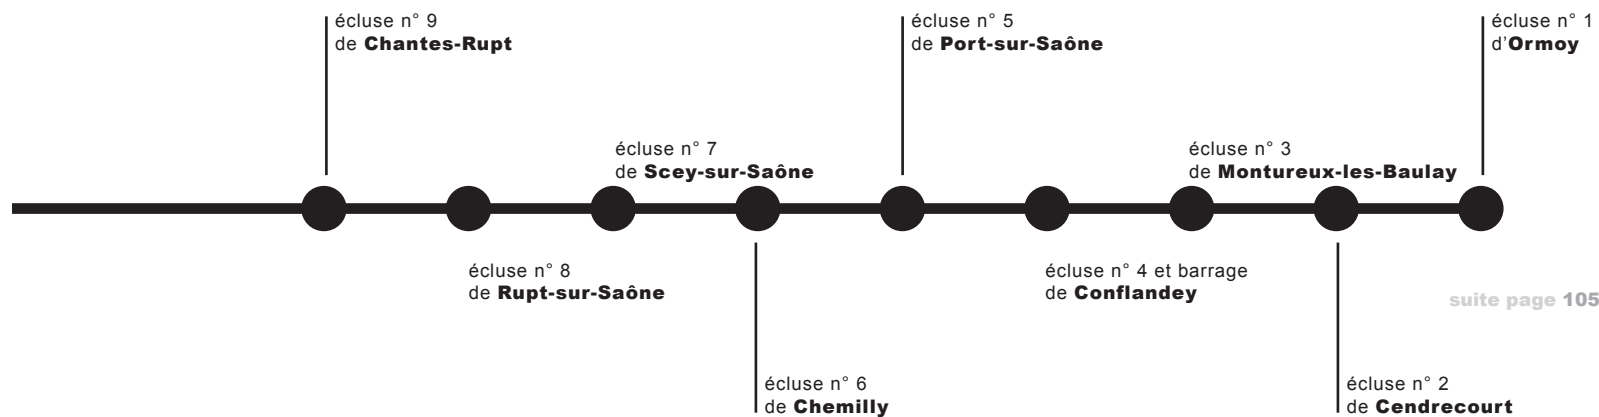 écluse n° 9
de Chantes-Rupt
écluse n° 5
de Port-sur-Saône
écluse n° 1
d'Ormoy
écluse n° 7
de Scey-sur-Saône
écluse n° 3
de Montureux-les-Baulay
écluse n° 8
de Rupt-sur-Saône
écluse n° 4 et barrage
de Conflandey
suite page 105
écluse n° 6
de Chemilly
écluse n° 2
de Cendrecourt